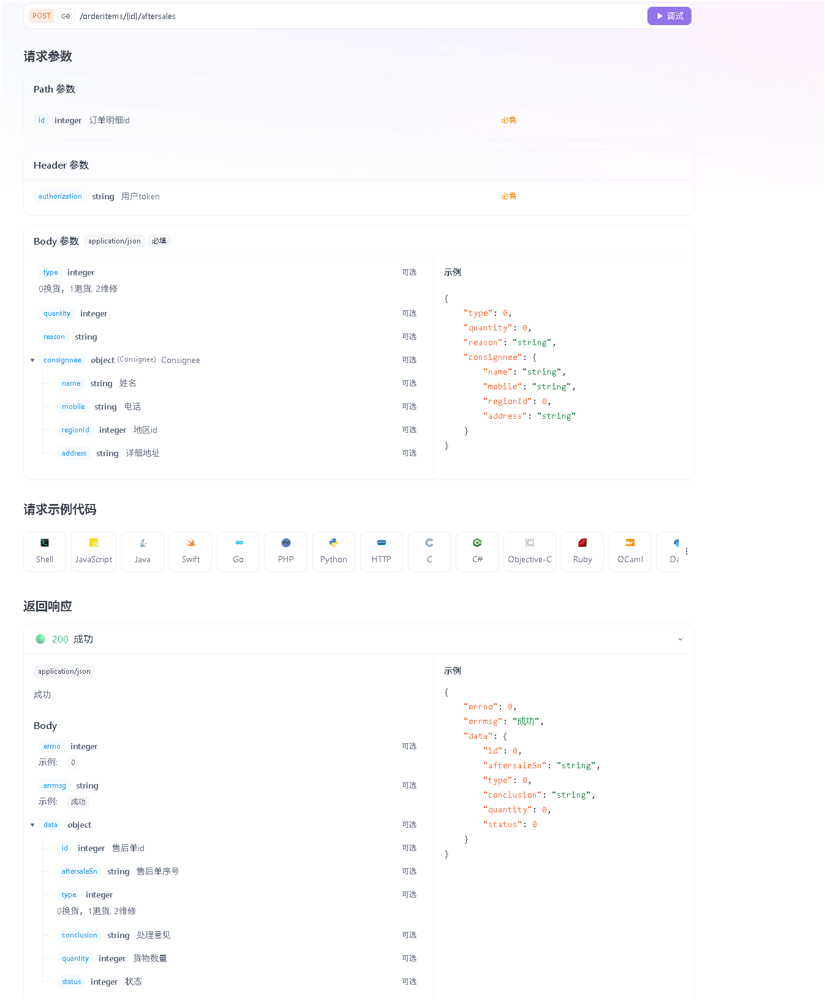 POST /orderitems/{id}/aftersales 调试
请求参数
Path 参数
id integer 订单明细id 必需
Header 参数
authorization string 用户token 必需
Body 参数 application/json 必填
type integer 可选
0换货，1退货, 2维修
quantity integer 可选
reason string 可选
consignnee object (Consignee) Consignee 可选
name string 姓名 可选
mobile string 电话 可选
regionId integer 地区id 可选
address string 详细地址 可选
示例
{
"type": 0,
"quantity": 0,
"reason": "string",
"consignnee": {
"name": "string",
"mobile": "string",
"regionId": 0,
"address": "string"
}
}
请求示例代码
Shell JavaScript Java Swift Go PHP Python HTTP C C# Objective-C Ruby OCaml Da
返回响应
200 成功
application/json
成功
Body
errno integer 可选
示例: 0
errmsg string 可选
示例: 成功
data object 可选
id integer 售后单id 可选
aftersaleSn string 售后单序号 可选
type integer 可选
0换货，1退货, 2维修
conclusion string 处理意见 可选
quantity integer 货物数量 可选
status integer 状态 可选
示例
{
"errno": 0,
"errmsg": "成功",
"data": {
"id": 0,
"aftersaleSn": "string",
"type": 0,
"conclusion": "string",
"quantity": 0,
"status": 0
}
}